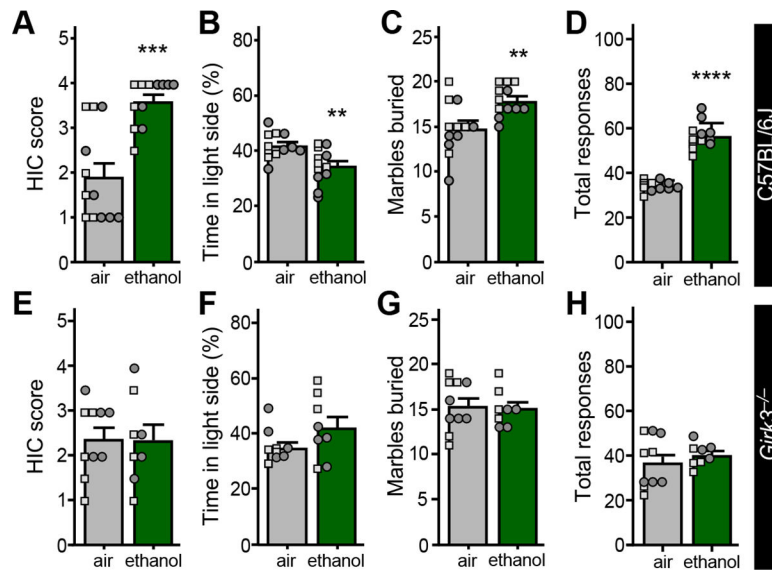 A
HIC score
5
4
3
2
1
0
***
air
ethanol
B
Time in light side (%)
80
60
40
20
0
**
air
ethanol
C
Marbles buried
25
20
15
10
5
0
**
air
ethanol
D
Total responses
100
80
60
40
20
0
****
air
ethanol
C57BL/6J
E
HIC score
5
4
3
2
1
0
air
ethanol
F
Time in light side (%)
80
60
40
20
0
air
ethanol
G
Marbles buried
25
20
15
10
5
0
air
ethanol
H
Total responses
100
80
60
40
20
0
air
ethanol
Girk3–/–